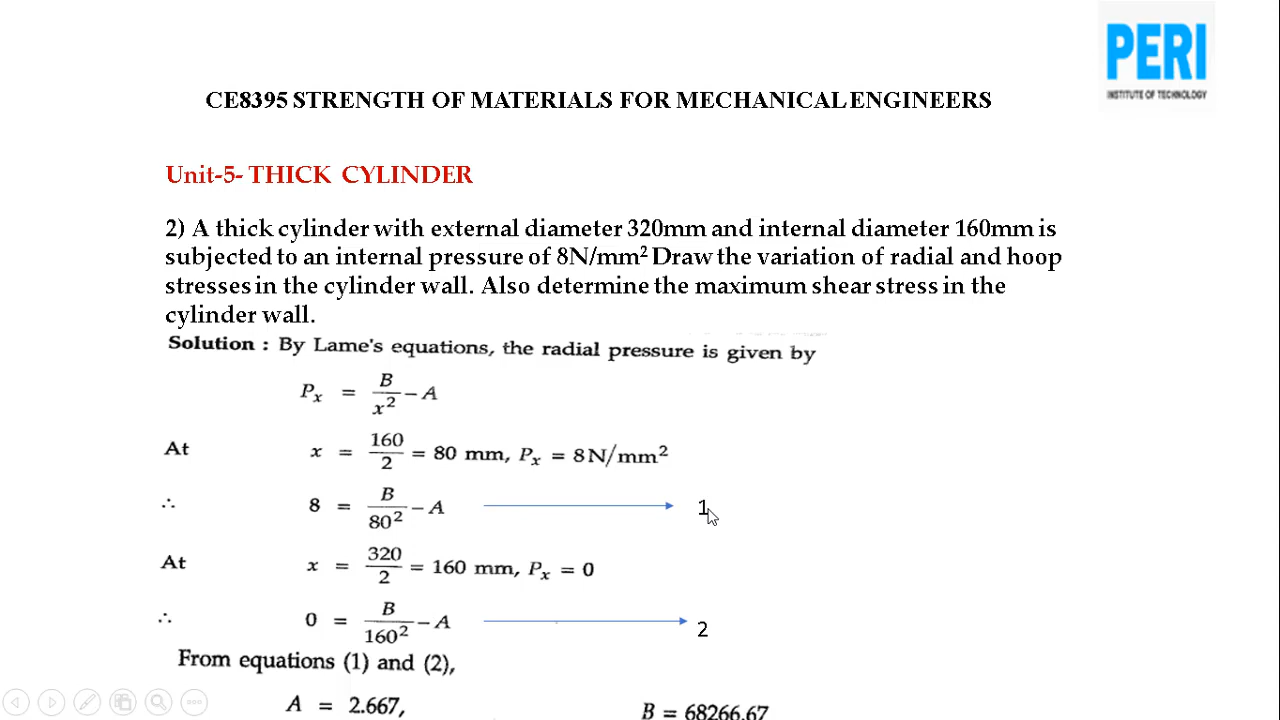 PERI
INSTITUTE OF TECHNOLOGY
CE8395 STRENGTH OF MATERIALS FOR MECHANICAL ENGINEERS
Unit-5- THICK CYLINDER
2) A thick cylinder with external diameter 320mm and internal diameter 160mm is
subjected to an internal pressure of 8N/mm² Draw the variation of radial and hoop
stresses in the cylinder wall. Also determine the maximum shear stress in the
cylinder wall.
Solution : By Lame's equations, the radial pressure is given by
Pₓ = B/x² – A
At x = 160/2 = 80 mm, Pₓ = 8N/mm²
∴ 8 = B/80² – A 1
At x = 320/2 = 160 mm, Pₓ = 0
∴ 0 = B/160² – A 2
From equations (1) and (2),
A = 2.667, B = 68266.67